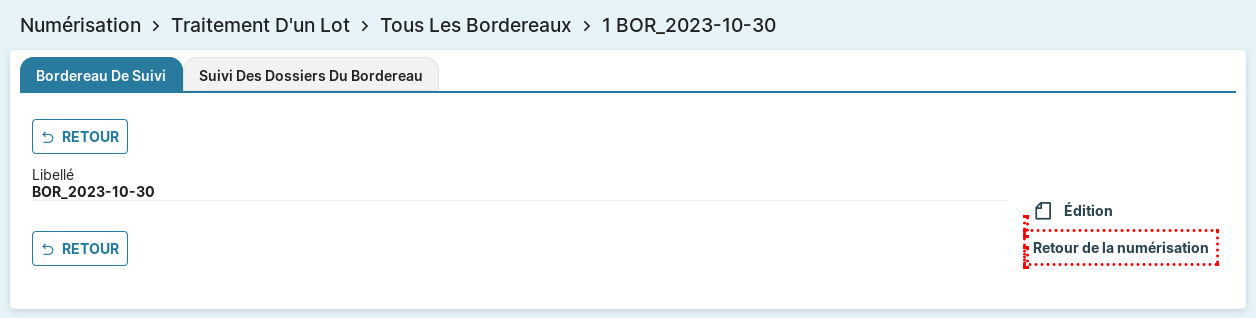 Numérisation > Traitement D'un Lot > Tous Les Bordereaux > 1 BOR_2023-10-30
Bordereau De Suivi Suivi Des Dossiers Du Bordereau
RETOUR
Libellé
BOR_2023-10-30
Édition
RETOUR
Retour de la numérisation